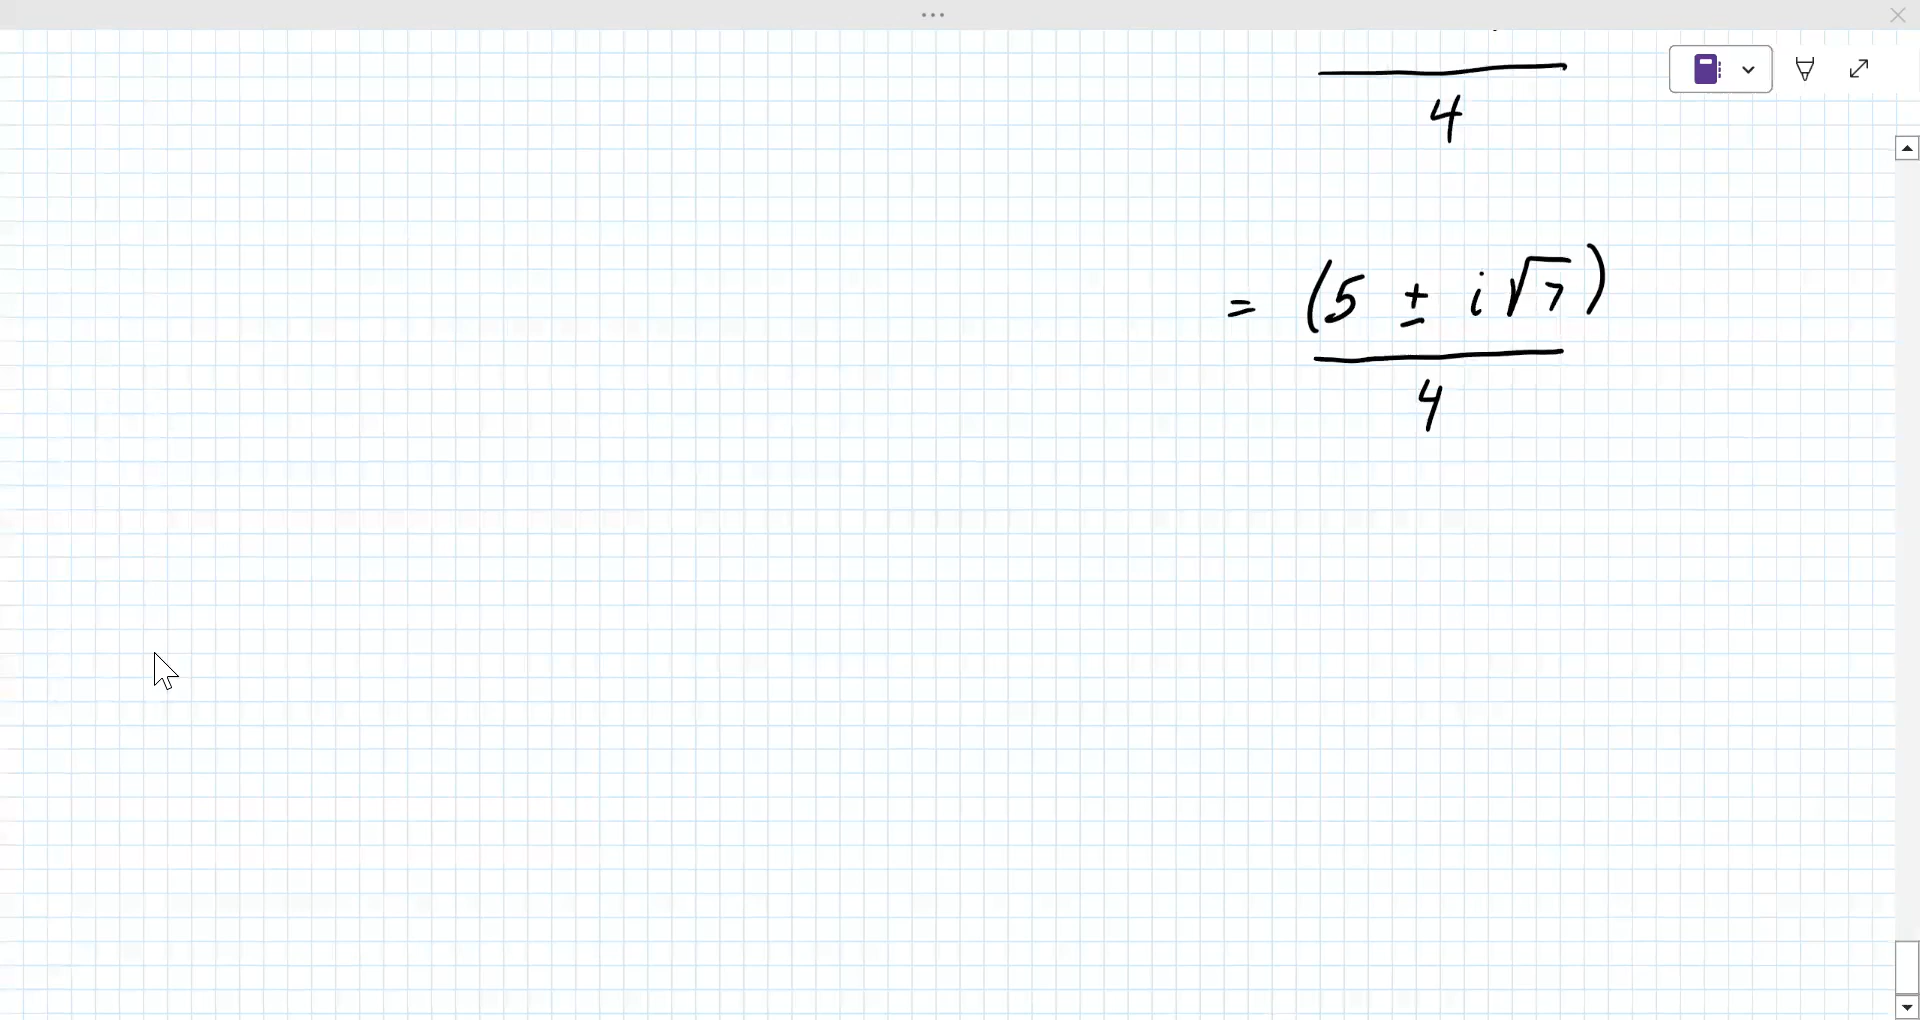 4
= (5 ± i√7)
4